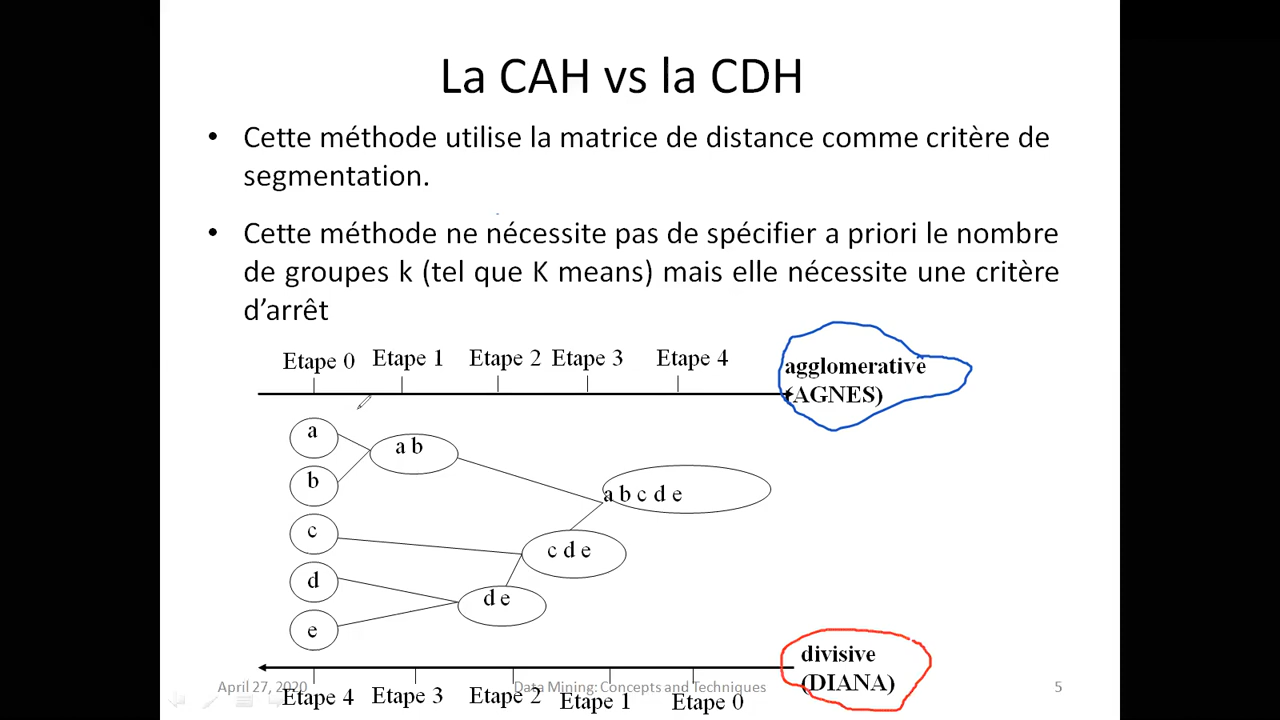 La CAH vs la CDH
• Cette méthode utilise la matrice de distance comme critère de
segmentation.
• Cette méthode ne nécessite pas de spécifier a priori le nombre
de groupes k (tel que K means) mais elle nécessite une critère
d’arrêt
Etape 0 Etape 1 Etape 2 Etape 3 Etape 4
agglomerative
(AGNES)
a
a b
b
a b c d e
c
c d e
d
d e
e
divisive
(DIANA)
April 27, 2020 Data Mining: Concepts and Techniques 5
Etape 4 Etape 3 Etape 2 Etape 1 Etape 0